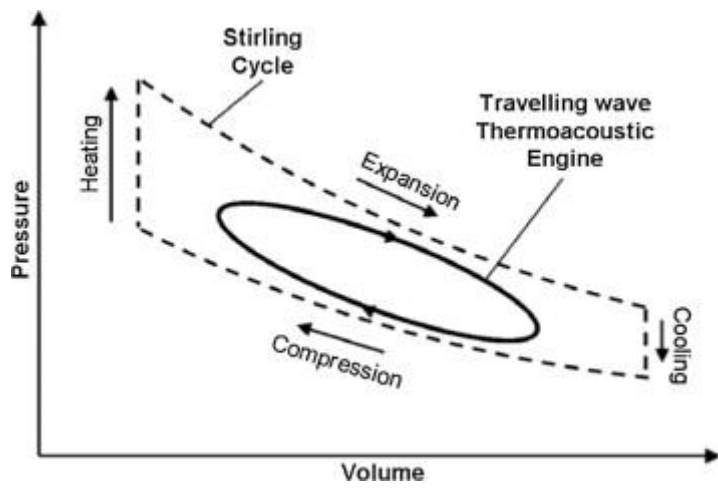 Stirling
Cycle
Travelling wave
Thermoacoustic
Engine
Heating
Expansion
Pressure
Compression
Cooling
Volume